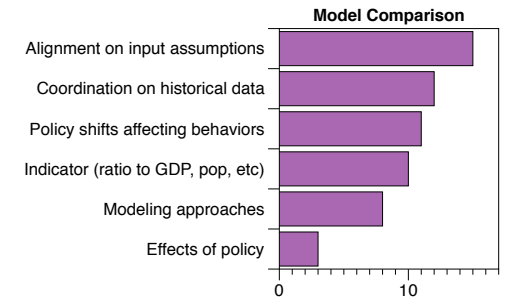 Model Comparison
Alignment on input assumptions
Coordination on historical data
Policy shifts affecting behaviors
Indicator (ratio to GDP, pop, etc)
Modeling approaches
Effects of policy
0 10